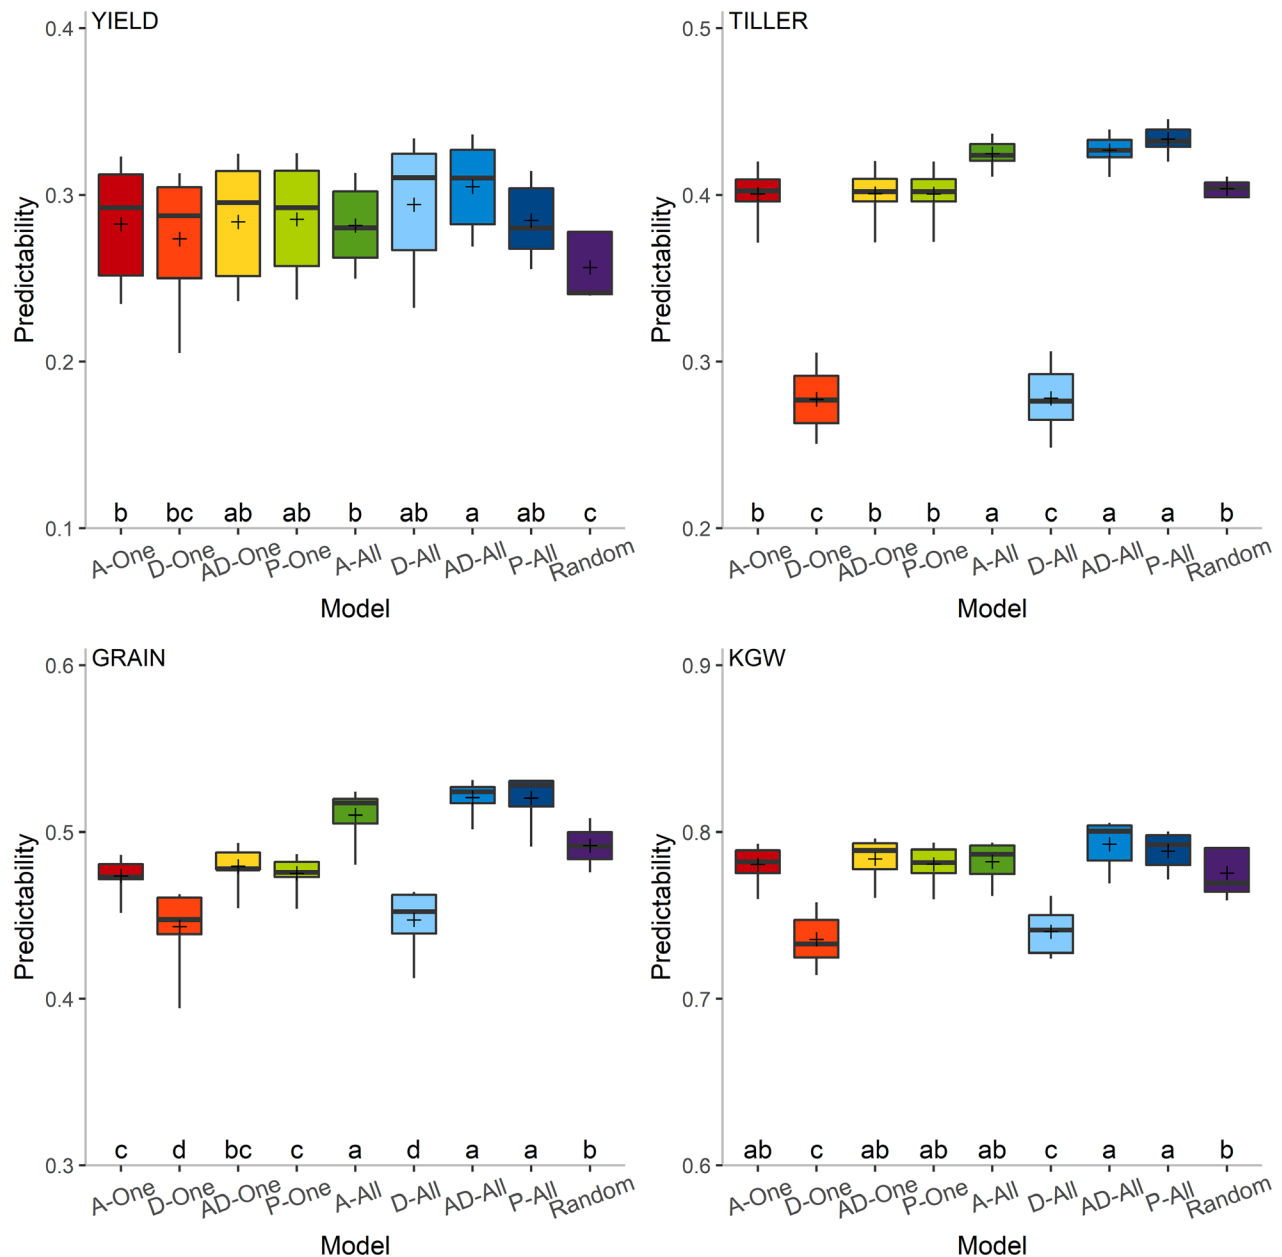 YIELD
0.4
0.3
0.2
0.1
Predictability
b bc ab ab b ab a ab c
A-One D-One AD-One P-One A-All D-All AD-All P-All Random
Model
TILLER
0.5
0.4
0.3
0.2
Predictability
b c b b a c a a b
A-One D-One AD-One P-One A-All D-All AD-All P-All Random
Model
GRAIN
0.6
0.5
0.4
0.3
Predictability
c d bc c a d a a b
A-One D-One AD-One P-One A-All D-All AD-All P-All Random
Model
KGW
0.9
0.8
0.7
0.6
Predictability
ab c ab ab ab c a a b
A-One D-One AD-One P-One A-All D-All AD-All P-All Random
Model